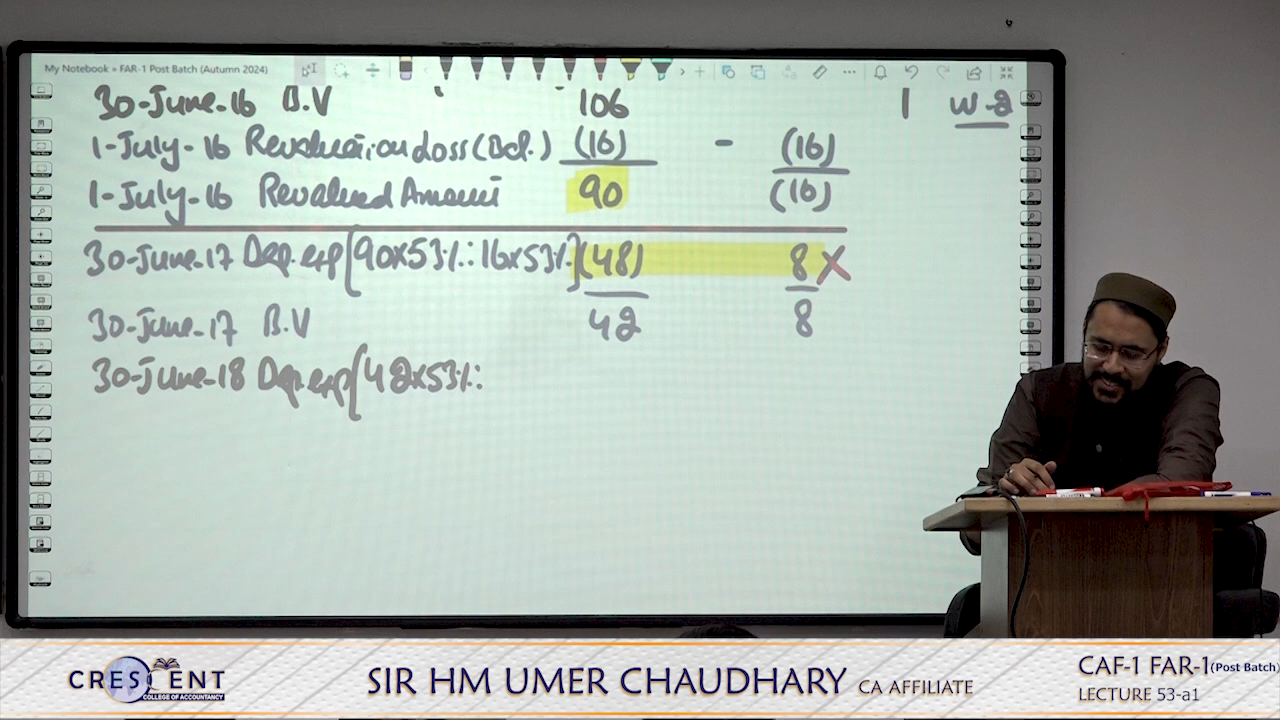 My Notebook » FAR-1 Post Batch (Autumn 2024)
30-June-16 B.V 106 1 W-2
1-July-16 Revaluation Loss (Bal.) (16) - (16)
1-July-16 Revalued Amount 90 (16)
30-June-17 Dep. exp [90x53% : 16x53%] (48) 8 X
30-June-17 B.V 42 8
30-June-18 Dep. exp [42x53% :
CRESCENT
COLLEGE OF ACCOUNTANCY
SIR HM UMER CHAUDHARY CA AFFILIATE
CAF-1 FAR-1 (Post Batch)
LECTURE 53-a1